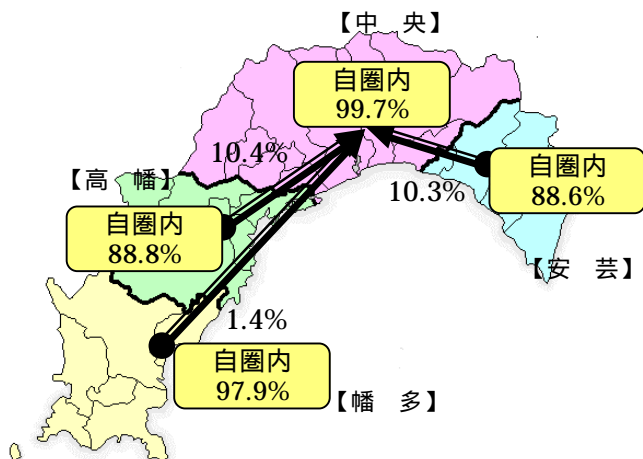 【中　央】
自圏内
99.7%
10.4%
【高　幡】
10.3%
自圏内
88.6%
自圏内
88.8%
【安　芸】
1.4%
自圏内
97.9%
【幡　多】